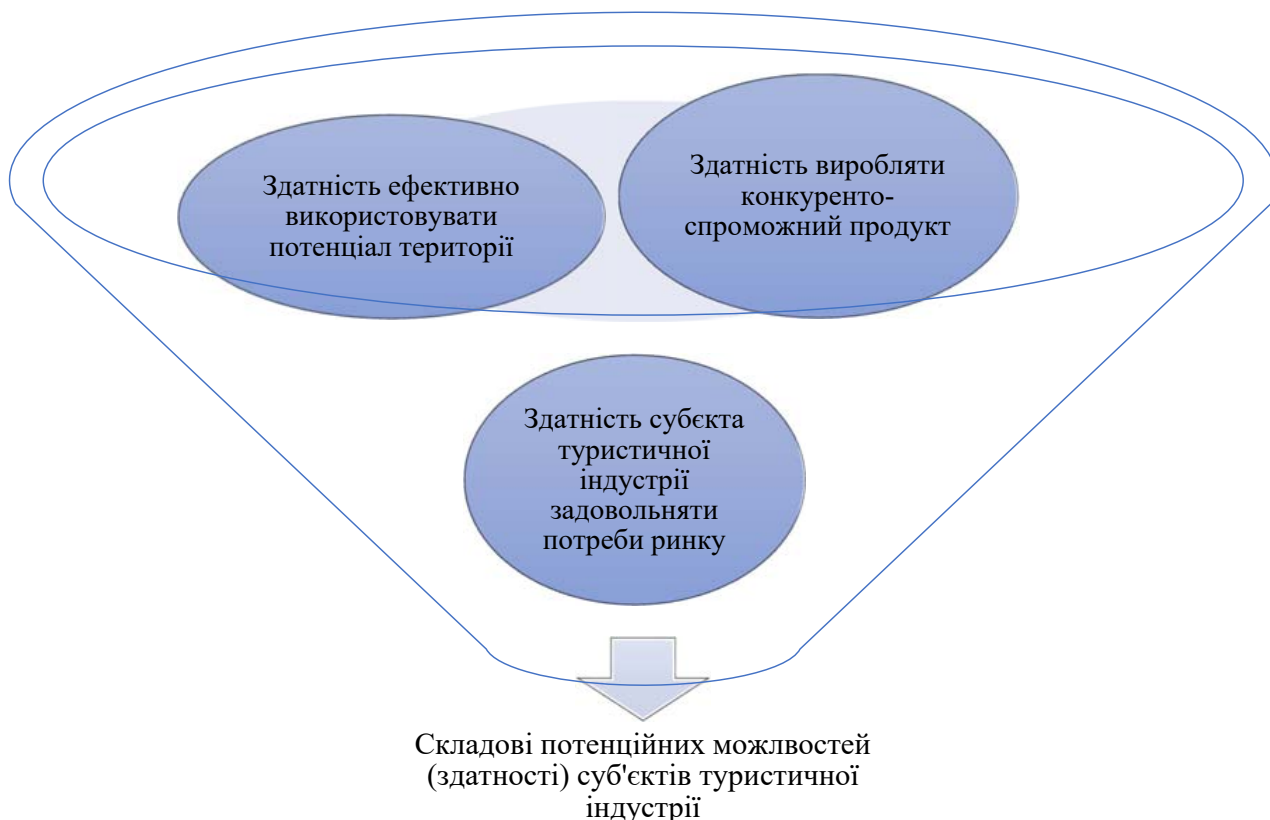 Здатність ефективно
використовувати
потенціал території
Здатність виробляти
конкуренто-
спроможний продукт
Здатність субєкта
туристичної
індустрії
задовольняти
потреби ринку
Складові потенційних можлвостей
(здатності) суб'єктів туристичної
індустрії